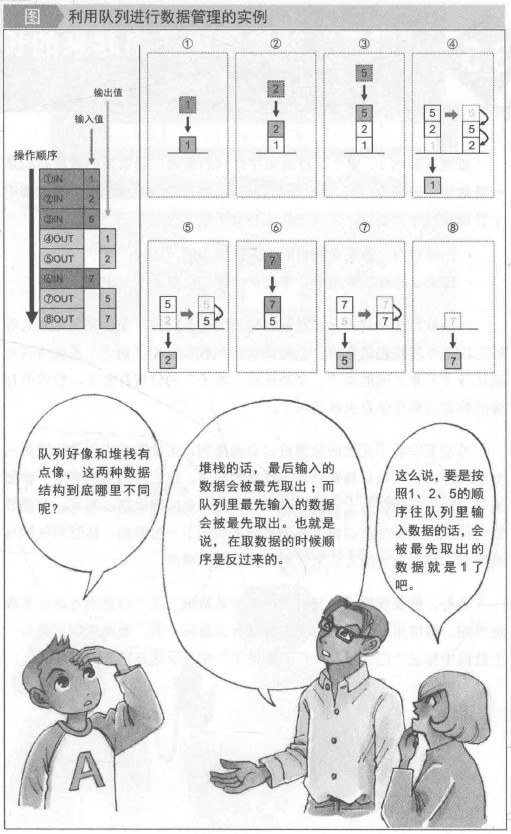 图 利用队列进行数据管理的实例
① ② ③ ④
输出值
输入值
操作顺序
①IN 1
②IN 2
③IN 5
④OUT 1
⑤OUT 2
⑥IN 7
⑦OUT 5
⑧OUT 7
1
1
2
2
1
5
5
2
1
5 5
2 5
1 2
1
⑤ ⑥ ⑦ ⑧
5 5
2 5
2
7
7
5
7 7
5 7
5
7
7
队列好像和堆栈有
点像，这两种数据
结构到底哪里不同
呢？
堆栈的话，最后输入的
数据会被最先取出；而
队列里最先输入的数据
会被最先取出。也就是
说，在取数据的时候顺
序是反过来的。
这么说，要是按
照1、2、5的顺
序往队列里输
入数据的话，会
被最先取出的
数据就是1了
吧。
A